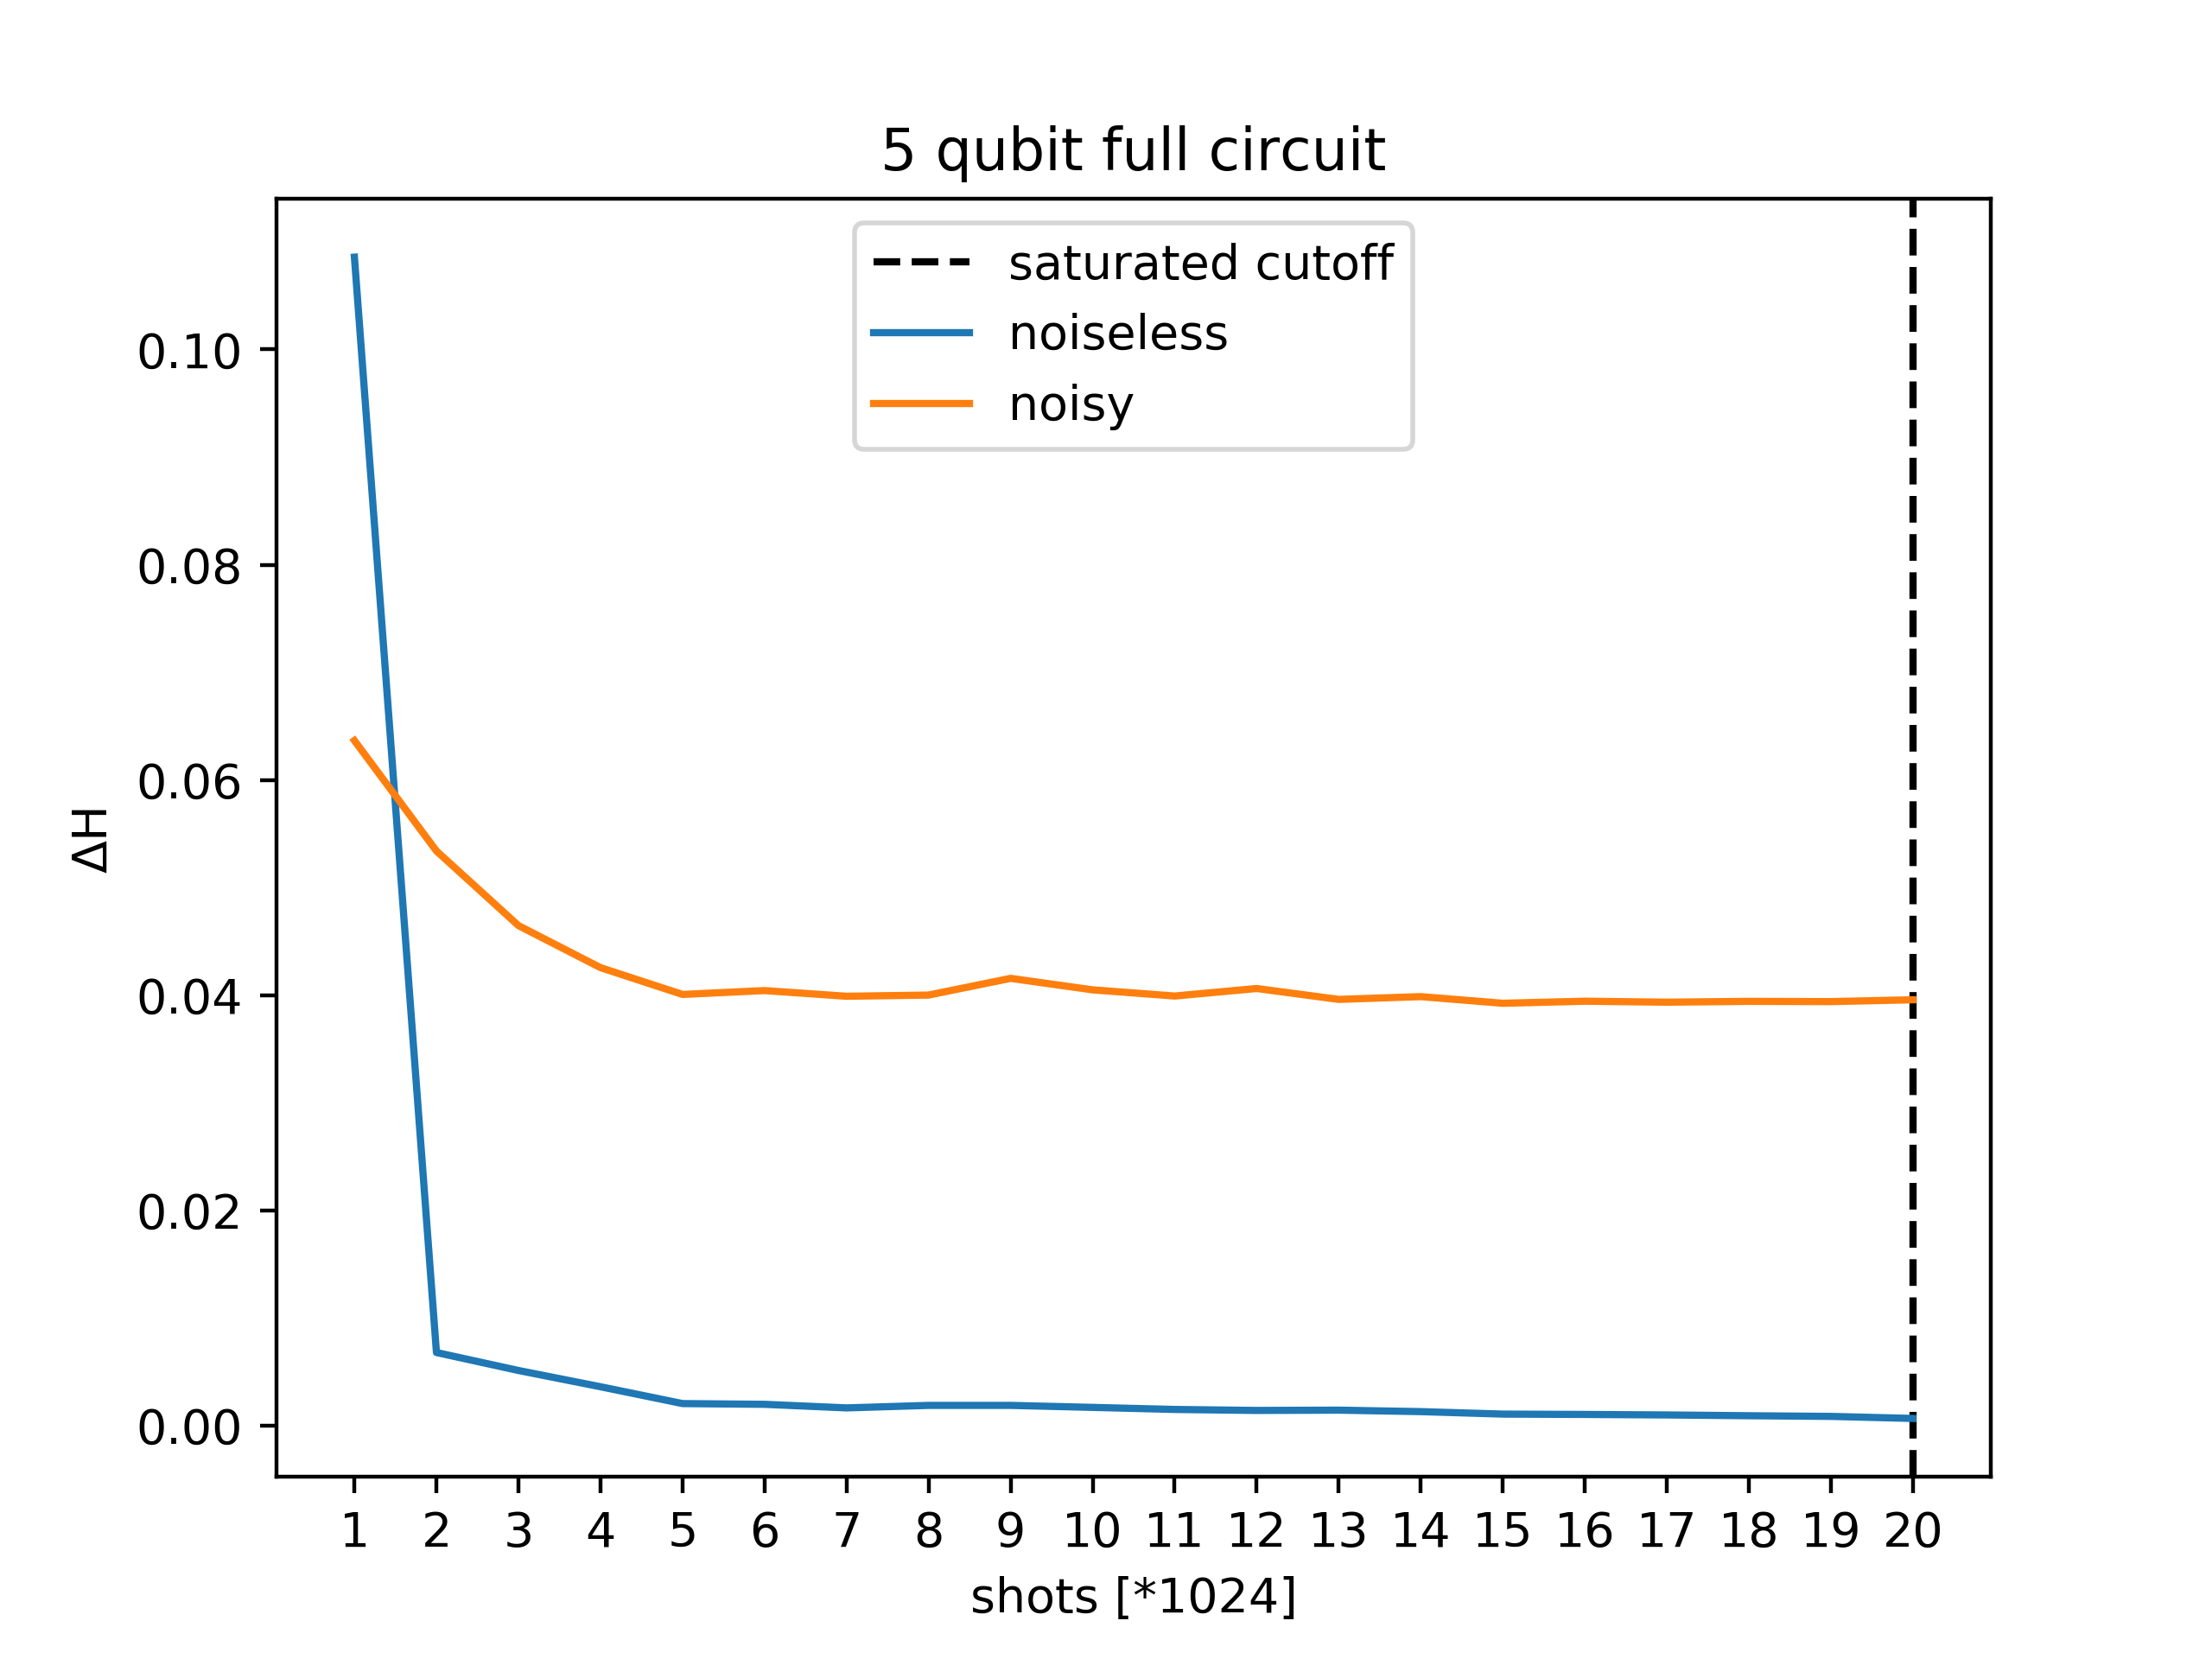 5 qubit full circuit
saturated cutoff
noiseless
noisy
0.10
0.08
0.06
0.04
0.02
0.00
ΔH
1 2 3 4 5 6 7 8 9 10 11 12 13 14 15 16 17 18 19 20
shots [*1024]